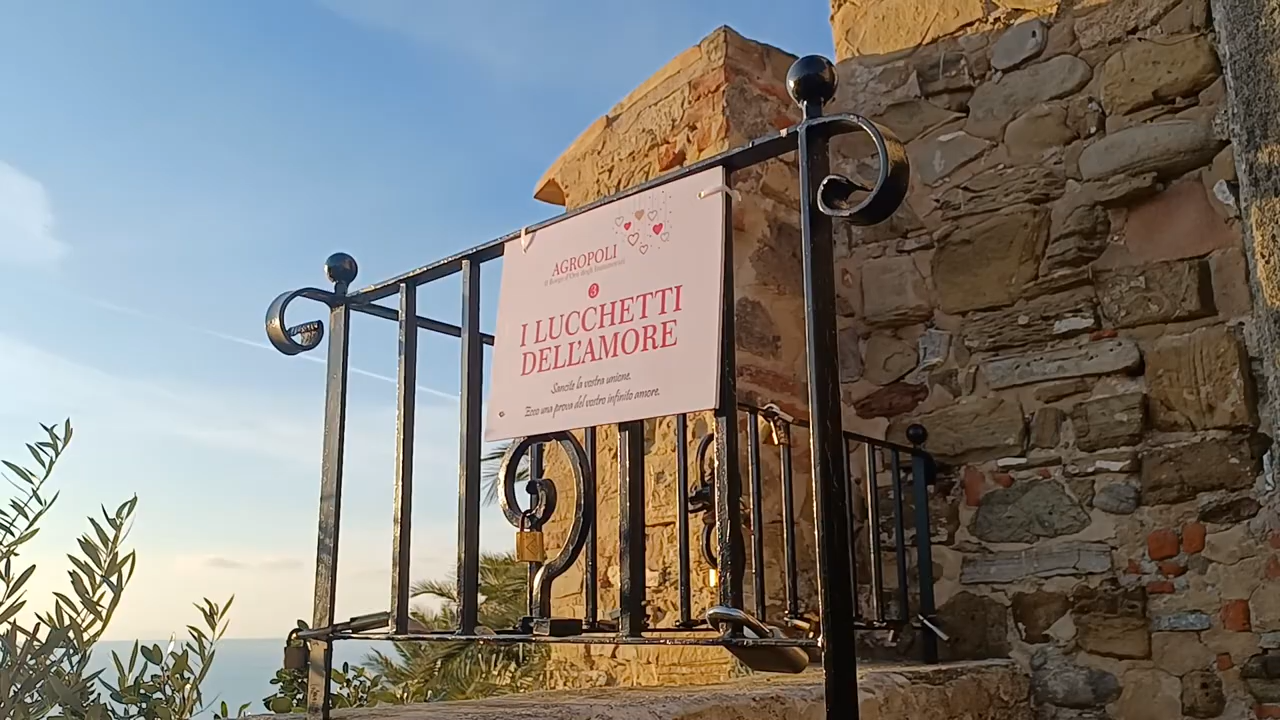 AGROPOLI
Il Borgo d'Oro degli Innamorati
3
I LUCCHETTI
DELL'AMORE
Sancite la vostra unione.
Ecco una prova del vostro infinito amore.